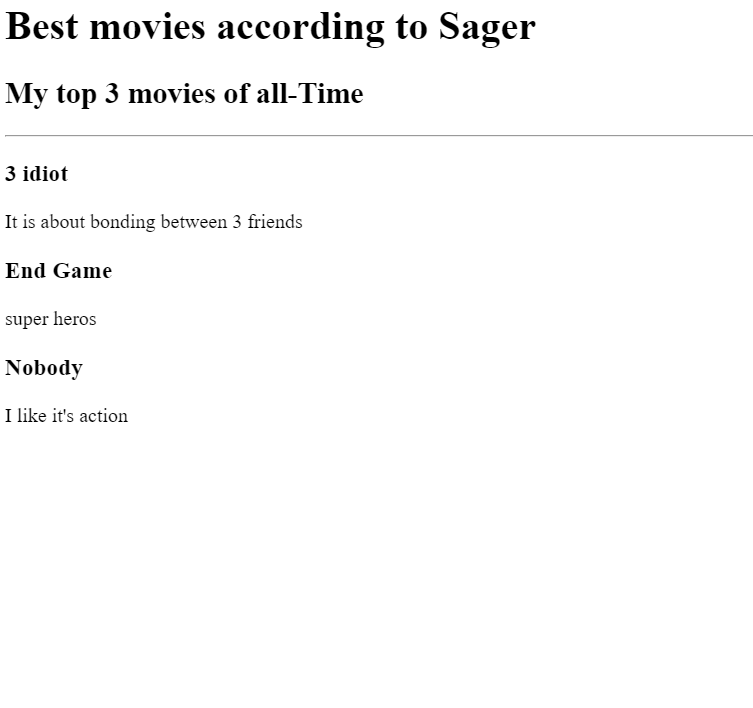 Best movies according to Sager
My top 3 movies of all-Time
3 idiot
It is about bonding between 3 friends
End Game
super heros
Nobody
I like it's action